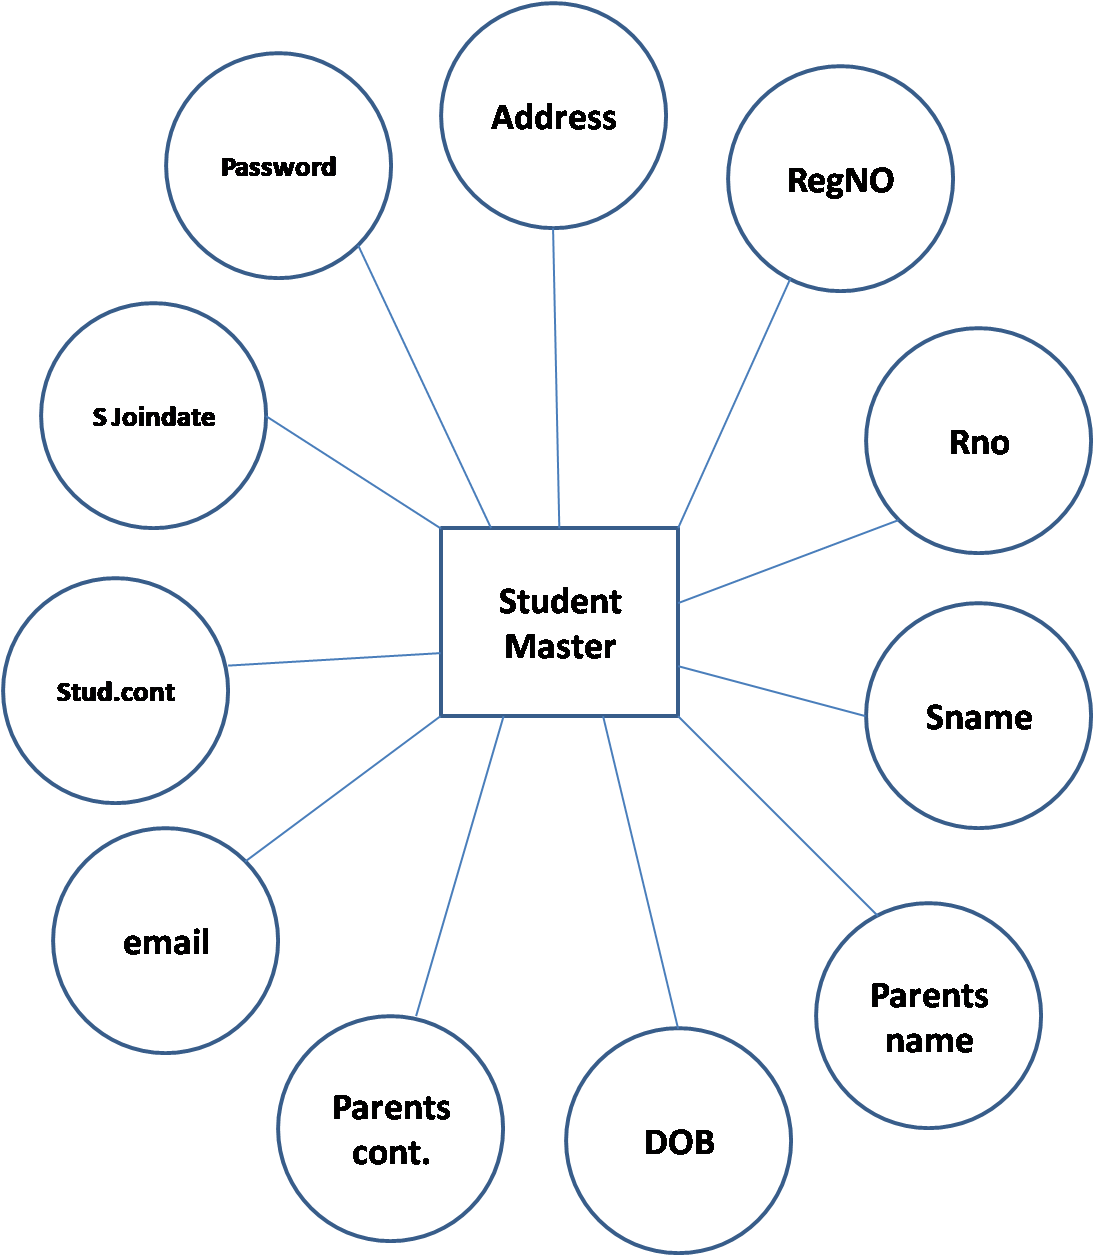 Address
Password
RegNO
S Joindate
Rno
Student
Master
Stud.cont
Sname
email
Parents
name
Parents
cont.
DOB